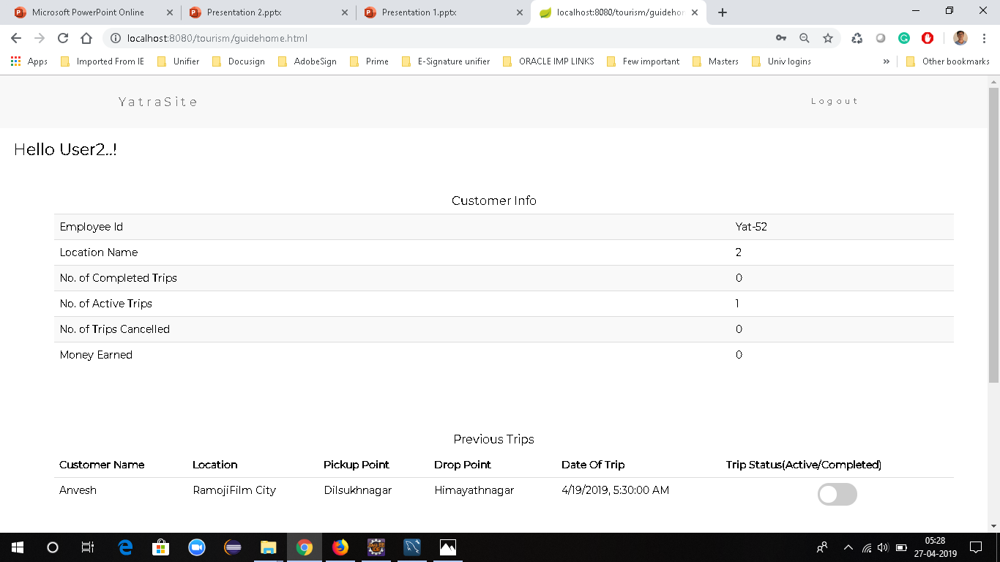 Microsoft PowerPoint Online Presentation 2.pptx Presentation 1.pptx localhost:8080/tourism/guidehom
localhost:8080/tourism/guidehome.html
Apps Imported From IE Unifier Docusign AdobeSign Prime E-Signature unifier ORACLE IMP LINKS Few important Masters Univ logins » Other bookmarks
YatraSite Logout
Hello User2..!
Customer Info
Employee Id Yat-52
Location Name 2
No. of Completed Trips 0
No. of Active Trips 1
No. of Trips Cancelled 0
Money Earned 0
Previous Trips
Customer Name Location Pickup Point Drop Point Date Of Trip Trip Status(Active/Completed)
Anvesh RamojiFilm City Dilsukhnagar Himayathnagar 4/19/2019, 5:30:00 AM
05:28
27-04-2019